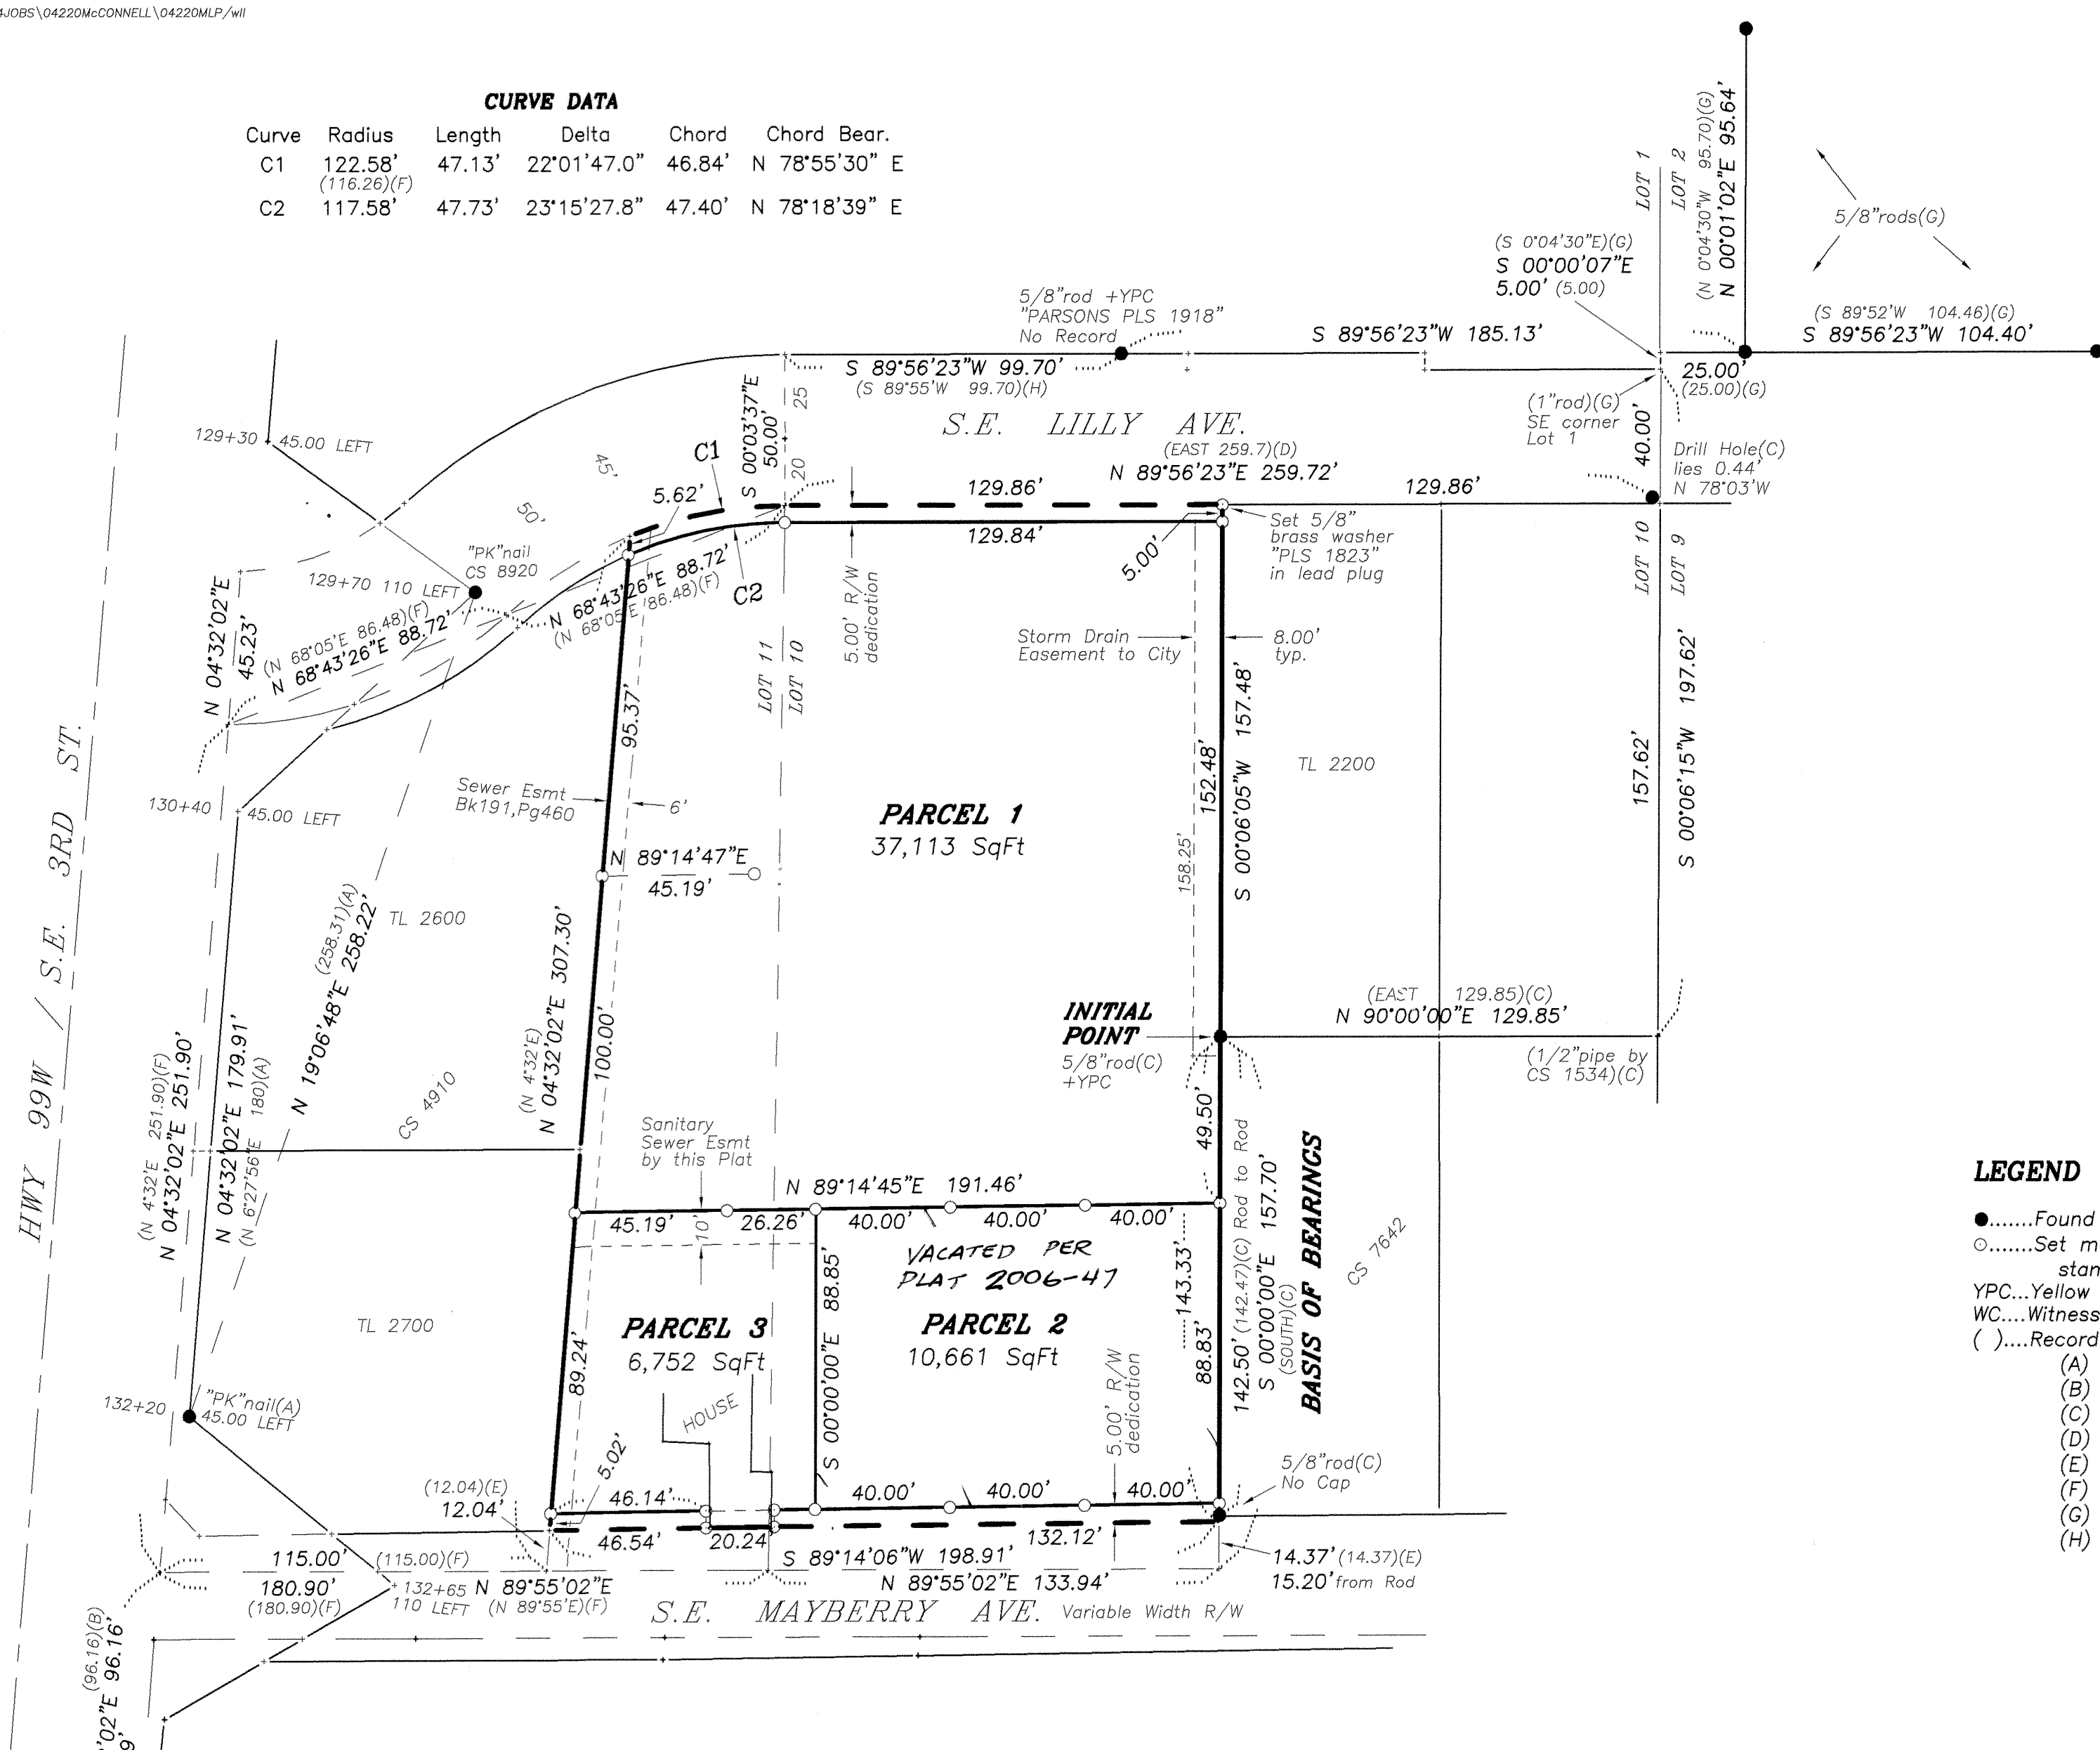 4JOBS\04220McCONNELL\04220MLP/wll
CURVE DATA
Curve Radius Length Delta Chord Chord Bear.
C1 122.58' 47.13' 22°01'47.0" 46.84' N 78°55'30" E
(116.26)(F)
C2 117.58' 47.73' 23°15'27.8" 47.40' N 78°18'39" E
LOT 1
LOT 2
(N 0°04'30"W 95.70)(G)
N 00°01'02"E 95.64'
5/8"rods(G)
(S 0°04'30"E)(G)
S 00°00'07"E
5.00' (5.00)
(S 89°52'W 104.46)(G)
S 89°56'23"W 104.40'
5/8"rod +YPC
"PARSONS PLS 1918"
No Record
S 89°56'23"W 185.13'
S 89°56'23"W 99.70'
(S 89°55'W 99.70)(H)
25.00'
(25.00)(G)
(1"rod)(G)
SE corner
Lot 1
40.00'
Drill Hole(C)
lies 0.44'
N 78°03'W
S.E. LILLY AVE.
(EAST 259.7)(D)
N 89°56'23"E 259.72'
129.86'
129.86'
129.84'
S 00°03'37"E
50.00'
25
20
C1
5.62'
45'
50'
129+30
45.00 LEFT
"PK"nail
CS 8920
129+70 110 LEFT
N 68°43'26"E 88.72'
(N 68°05'E 86.48)(F)
C2
(N 68°05'E 86.48)(F)
N 68°43'26"E 88.72'
N 04°32'02"E
45.23'
5.00' R/W
dedication
5.00'
Set 5/8"
brass washer
"PLS 1823"
in lead plug
LOT 10
LOT 9
LOT 11
LOT 10
Storm Drain
Easement to City
8.00'
typ.
95.37'
157.62'
S 00°06'15"W 197.62'
152.48'
S 00°06'05"W 157.48'
158.25'
TL 2200
Sewer Esmt
Bk191,Pg460
6'
PARCEL 1
37,113 SqFt
130+40
45.00 LEFT
N 89°14'47"E
45.19'
TL 2600
HWY 99W / S.E. 3RD ST.
(258.31)(A)
N 19°06'48"E 258.22'
(N 4°32'E)
N 04°32'02"E 307.30'
100.00'
INITIAL
POINT
5/8"rod(C)
+YPC
(EAST 129.85)(C)
N 90°00'00"E 129.85'
(1/2"pipe by
CS 1534)(C)
(N 4°32'E 251.90)(F)
N 04°32'02"E 251.90'
N 04°32'02"E 179.91'
(N 6°27'56"E 180)(A)
CS 4910
49.50'
Sanitary
Sewer Esmt
by this Plat
N 89°14'45"E 191.46'
45.19'
26.26'
40.00'
40.00'
40.00'
10'
VACATED PER
PLAT 2006-47
142.50' (142.47)(C) Rod to Rod
S 00°00'00"E 157.70'
(SOUTH)(C)
BASIS OF BEARINGS
CS 7642
143.33'
88.83'
88.85'
S 00°00'00"E
TL 2700
PARCEL 3
6,752 SqFt
PARCEL 2
10,661 SqFt
89.24'
HOUSE
5.00' R/W
dedication
132+20
"PK"nail(A)
45.00 LEFT
5.02'
5/8"rod(C)
No Cap
(12.04)(E)
12.04'
46.14'
40.00'
40.00'
40.00'
46.54'
20.24
132.12'
115.00'
(115.00)(F)
S 89°14'06"W 198.91'
14.37' (14.37)(E)
15.20'from Rod
180.90'
(180.90)(F)
132+65
110 LEFT
N 89°55'02"E
(N 89°55'E)(F)
N 89°55'02"E 133.94'
S.E. MAYBERRY AVE. Variable Width R/W
(96.16)(B)
'02"E 96.16'
9'
LEGEND
●.......Found
○.......Set m
stan
YPC...Yellow
WC....Witness
( )....Record
(A)
(B)
(C)
(D)
(E)
(F)
(G)
(H)